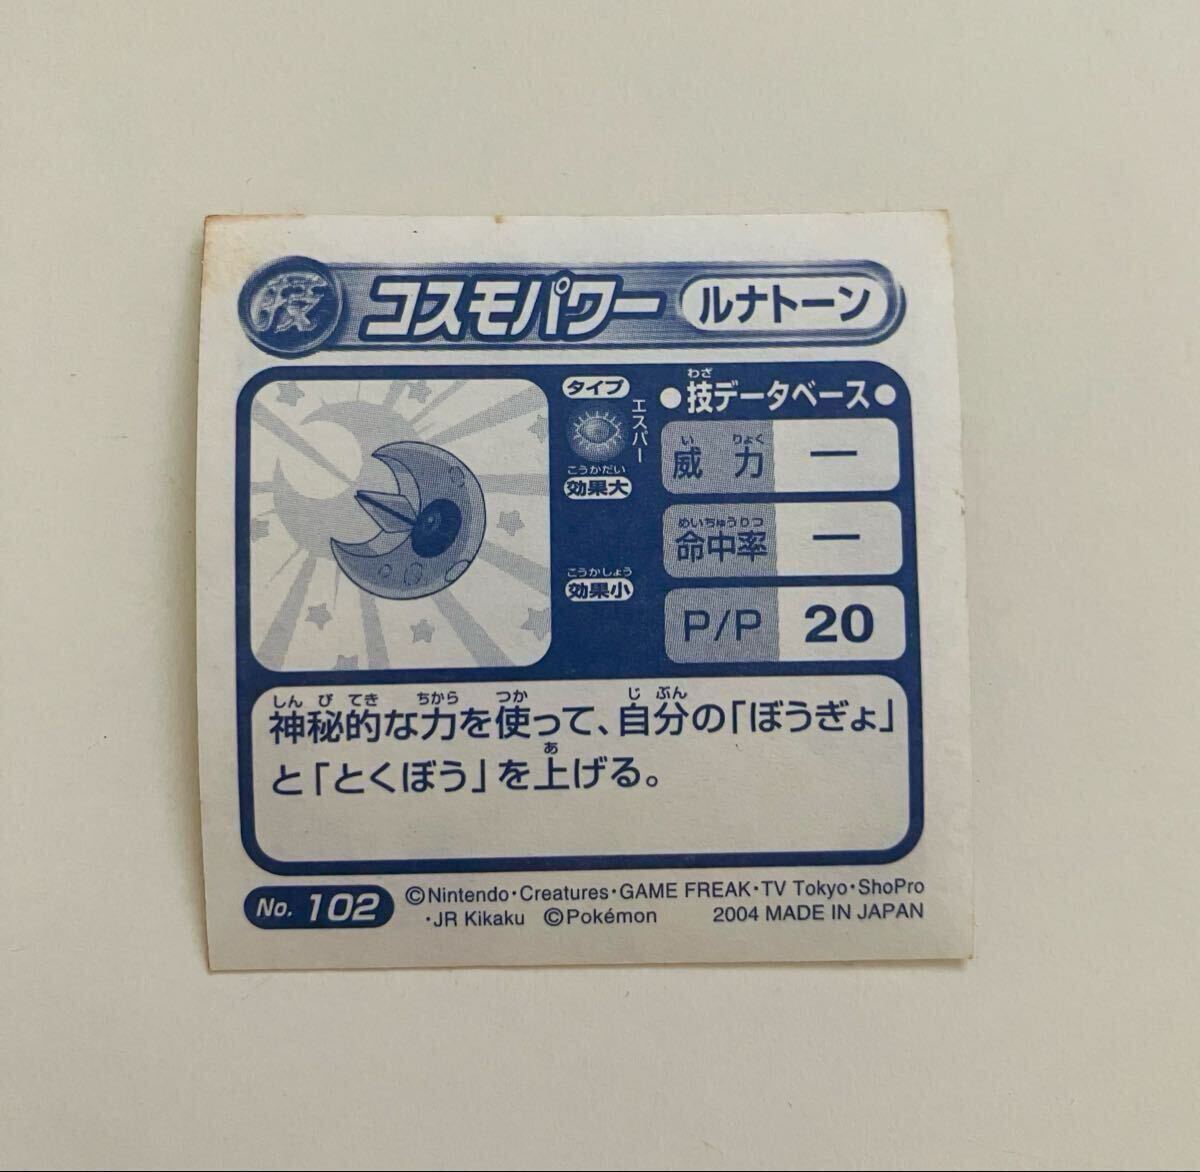 技 コスモパワー ルナトーン
タイプ
エスパー
こうかだい
効果大
こうかしょう
効果小
わざ
●技データベース●
いりょく
威力 ー
めいちゅうりつ
命中率 ー
P/P 20
しんぴてき ちから つか じぶん
神秘的な力を使って、自分の「ぼうぎょ」
あ
と「とくぼう」を上げる。
No. 102
©Nintendo・Creatures・GAME FREAK・TV Tokyo・ShoPro
・JR Kikaku ©Pokémon 2004 MADE IN JAPAN